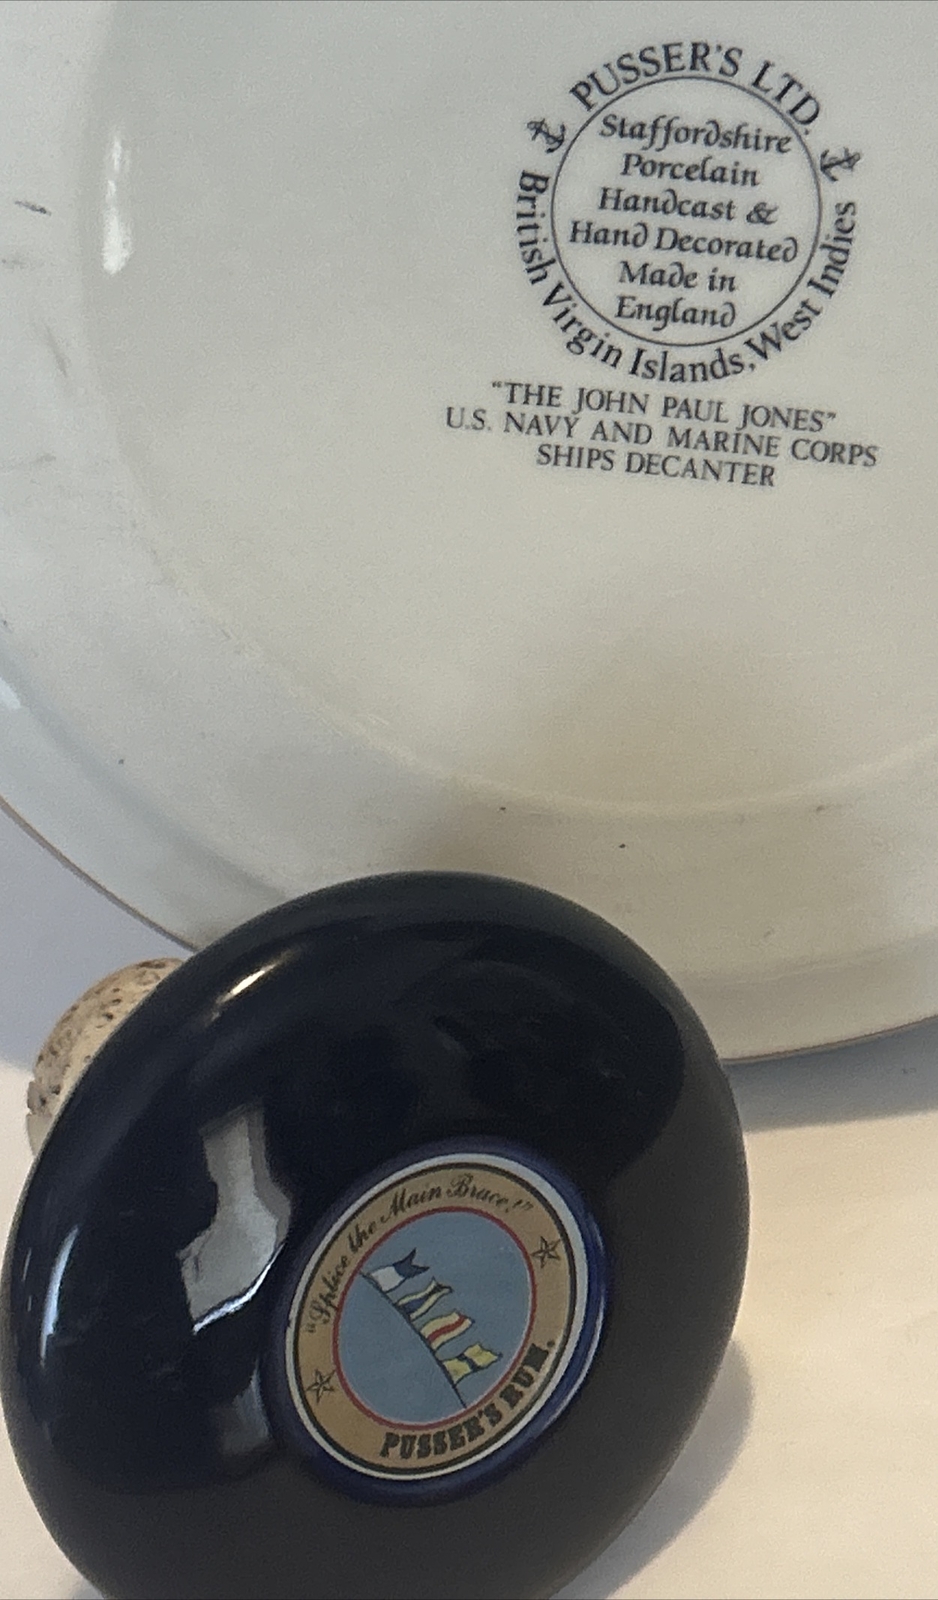 PUSSER'S LTD.
Staffordshire
Porcelain
Handcast &
Hand Decorated
Made in
England
British Virgin Islands, West Indies
"THE JOHN PAUL JONES"
U.S. NAVY AND MARINE CORPS
SHIPS DECANTER
"Splice the Main Brace!"
PUSSER'S RUM.